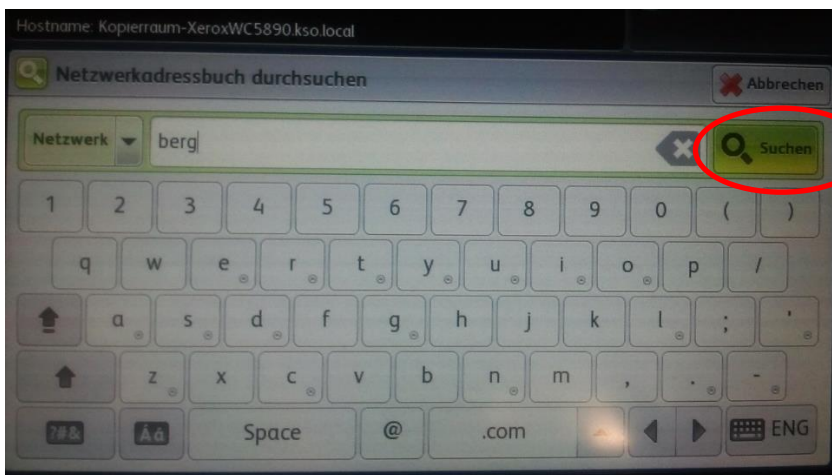 Hostname: Kopierraum-XeroxWC5890.kso.local
Netzwerkadressbuch durchsuchen
Abbrechen
Netzwerk berg Suchen
1 2 3 4 5 6 7 8 9 0 ( )
q w e r t y u i o p /
a s d f g h j k l ; '
z x c v b n m , . -
?#& Áá Space @ .com ENG